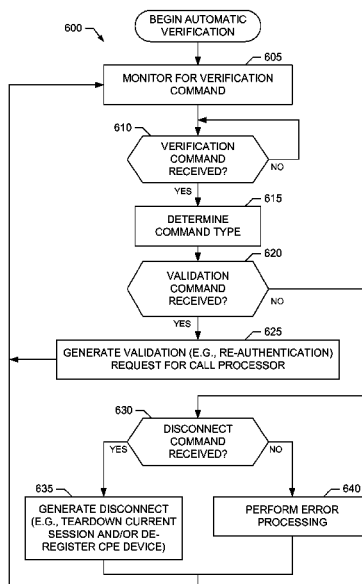 BEGIN AUTOMATIC
VERIFICATION
600
605
MONITOR FOR VERIFICATION
COMMAND
610
VERIFICATION
COMMAND
RECEIVED?
NO
YES
615
DETERMINE
COMMAND TYPE
620
VALIDATION
COMMAND
RECEIVED?
NO
YES
625
GENERATE VALIDATION (E.G., RE-AUTHENTICATION)
REQUEST FOR CALL PROCESSOR
630
DISCONNECT
COMMAND
RECEIVED?
YES
NO
635
GENERATE DISCONNECT
(E.G., TEARDOWN CURRENT
SESSION AND/OR DE-
REGISTER CPE DEVICE)
640
PERFORM ERROR
PROCESSING